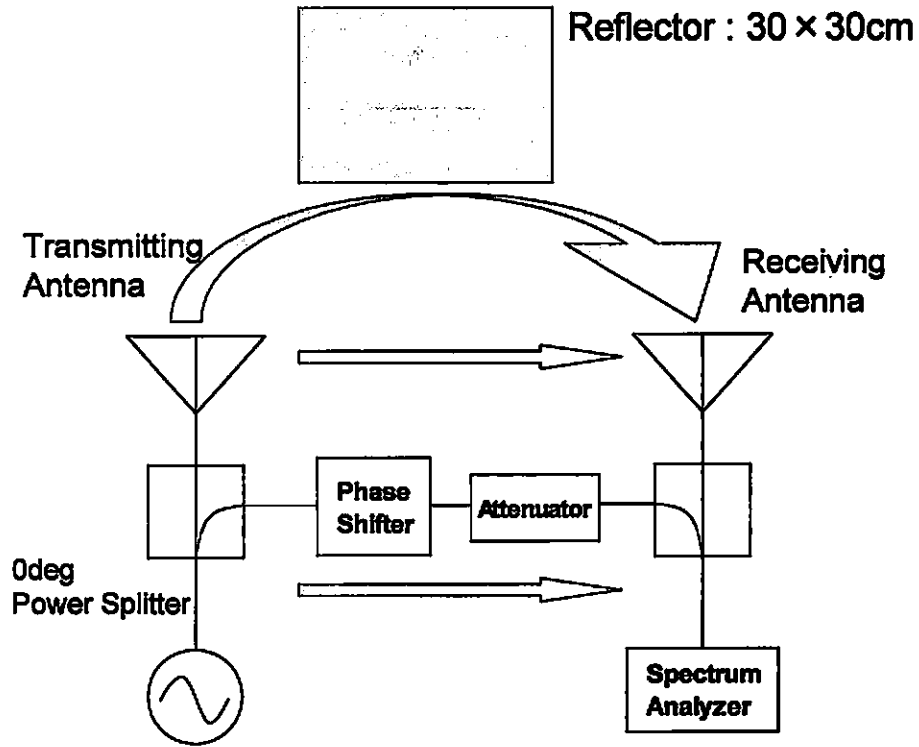 Reflector : 30 × 30cm
Transmitting
Antenna
Receiving
Antenna
Phase
Shifter
Attenuator
0deg
Power Splitter
Spectrum
Analyzer